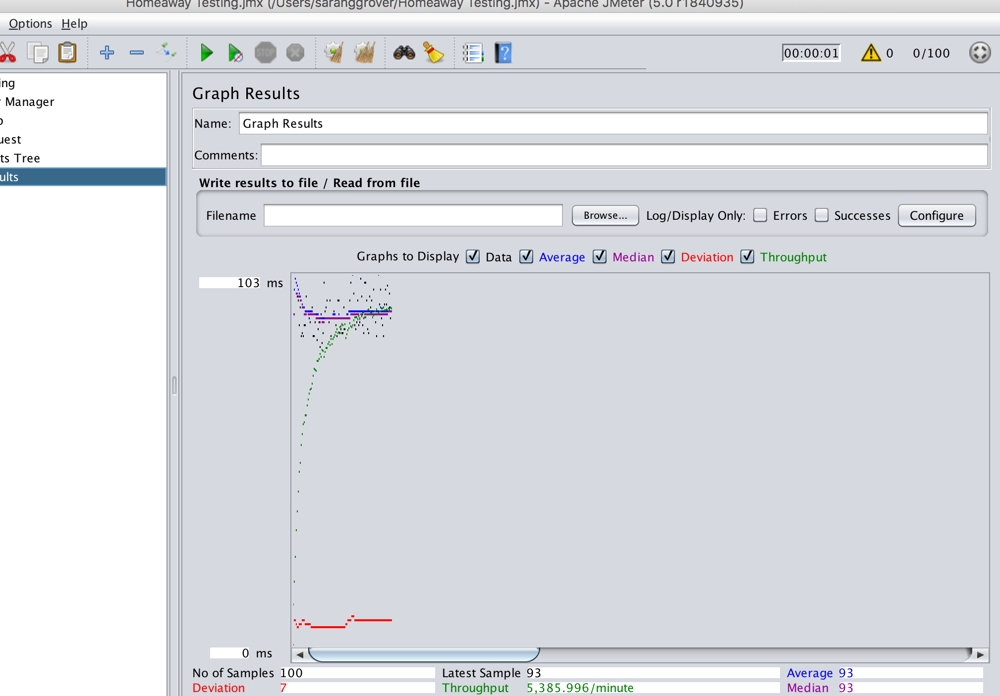 Homeaway Testing.jmx (/Users/saranggrover/Homeaway Testing.jmx) - Apache JMeter (5.0 r1840935)
Options Help
STOP 00:00:01 0 0/100
ing
r Manager
p
uest
ts Tree
ults
Graph Results
Name: Graph Results
Comments:
Write results to file / Read from file
Filename Browse... Log/Display Only: Errors Successes Configure
Graphs to Display Data Average Median Deviation Throughput
103 ms
0 ms
No of Samples 100 Latest Sample 93 Average 93
Deviation 7 Throughput 5,385.996/minute Median 93